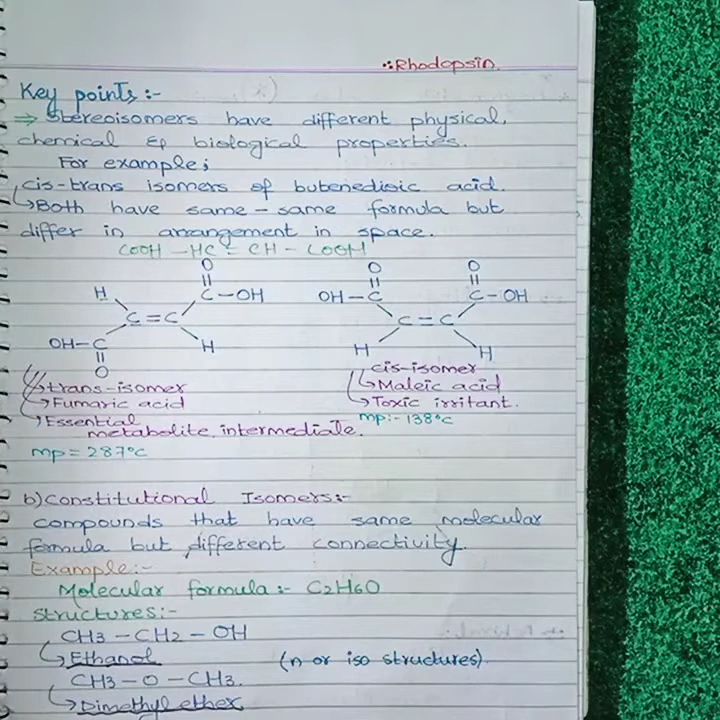 ∴Rhodopsin
Key points:-
⇒ Stereoisomers have different physical,
chemical & biological properties.
For example;
cis-trans isomers of butenedioic acid.
↳Both have same-same formula but
differ in arrangement in space.
COOH - HC = CH - COOH
O O O
H C-OH OH-C C-OH
C=C C=C
OH-C H H H
O
↳trans-isomer
↳Fumaric acid
↳Essential
metabolite intermediate.
mp = 287°C
cis-isomer
↳Maleic acid
↳Toxic irritant.
mp:- 138°C
b) Constitutional Isomers:-
compounds that have same molecular
formula but different connectivity.
Example:-
Molecular formula:- C2H6O
Structures:-
CH3 - CH2 - OH
↳Ethanol (n or iso structures).
CH3 - O - CH3.
↳Dimethyl ether